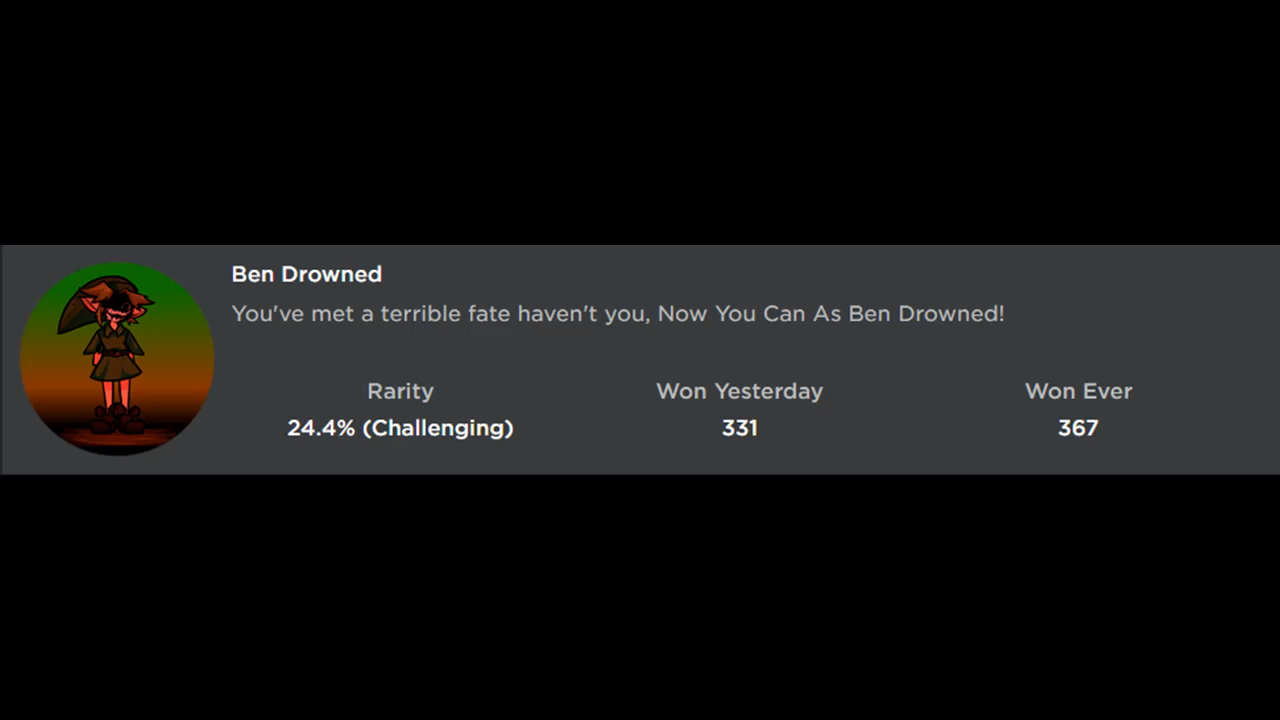 Ben Drowned
You've met a terrible fate haven't you, Now You Can As Ben Drowned!
Rarity Won Yesterday Won Ever
24.4% (Challenging) 331 367